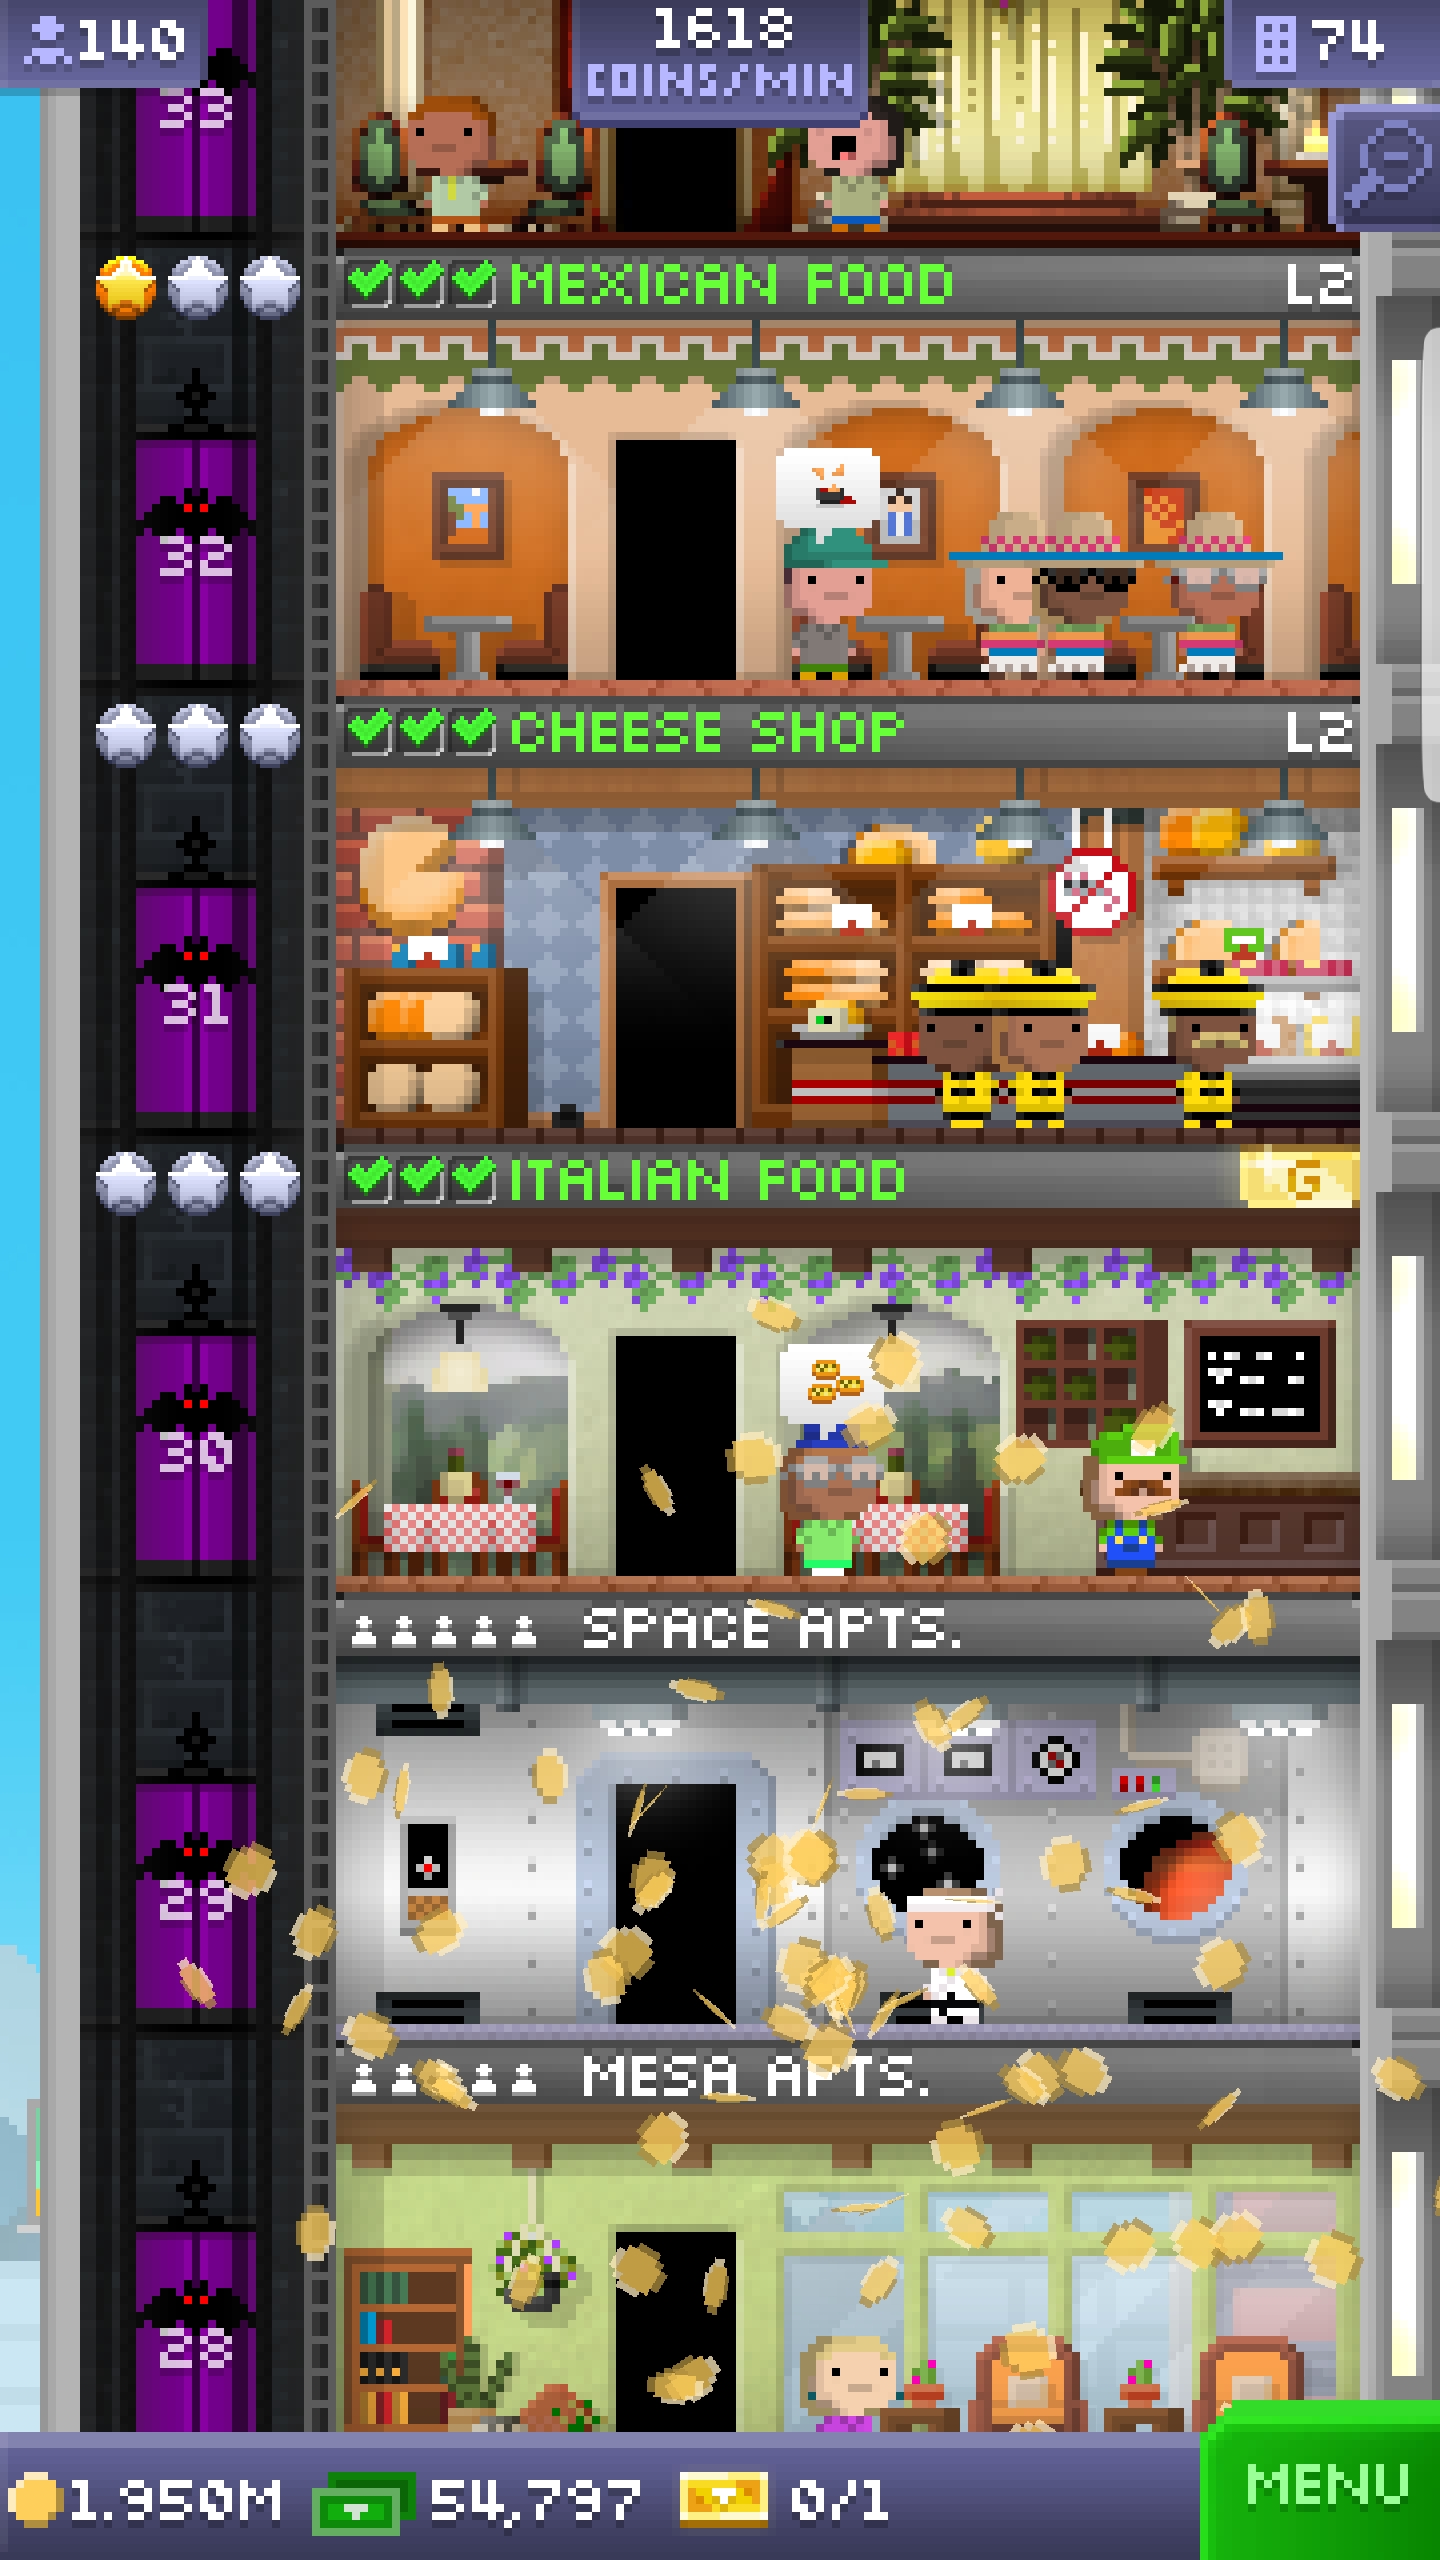 140
1618
COINS/MIN
74
33
MEXICAN FOOD
L2
32
CHEESE SHOP
L2
31
ITALIAN FOOD
G
30
SPACE APTS.
29
MESA APTS.
28
1.950M
54,797
0/1
MENU